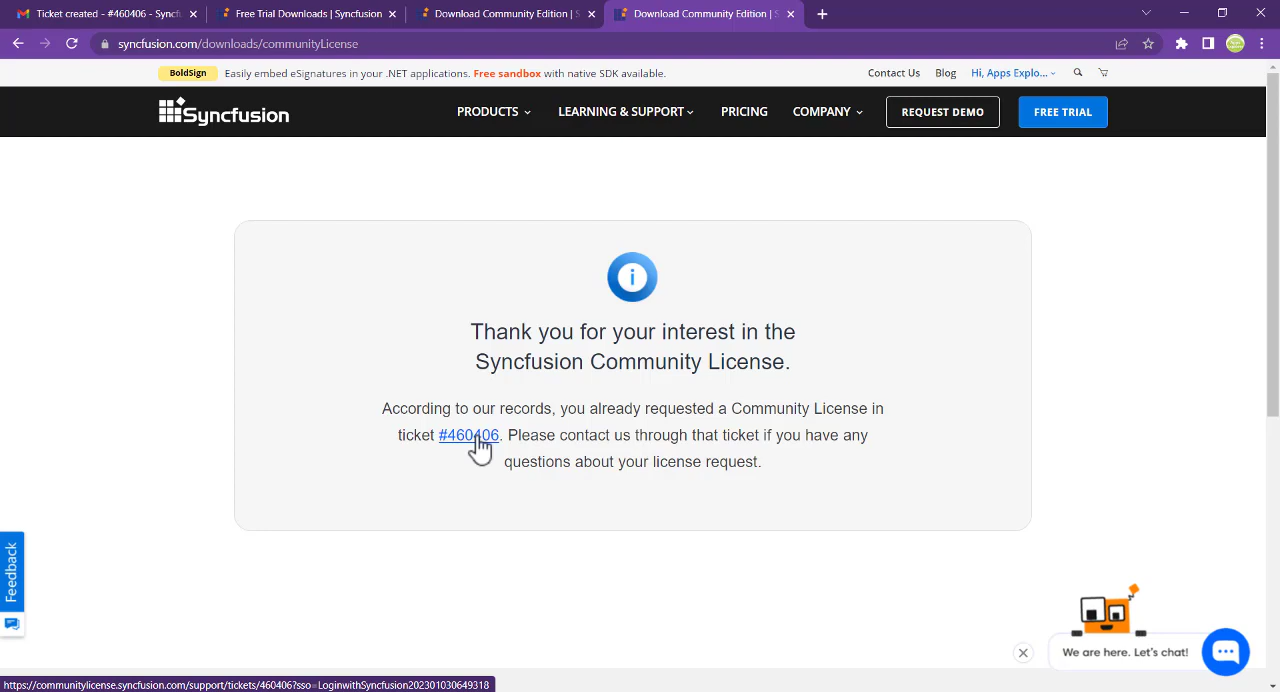 Ticket created - #460406 - Syncf
Free Trial Downloads | Syncfusion
Download Community Edition | S
Download Community Edition | S
syncfusion.com/downloads/communityLicense
BoldSign Easily embed eSignatures in your .NET applications. Free sandbox with native SDK available.
Contact Us Blog Hi, Apps Explo...
Syncfusion PRODUCTS LEARNING & SUPPORT PRICING COMPANY REQUEST DEMO FREE TRIAL
Thank you for your interest in the
Syncfusion Community License.
According to our records, you already requested a Community License in
ticket #460406. Please contact us through that ticket if you have any
questions about your license request.
Feedback
We are here. Let's chat!
https://communitylicense.syncfusion.com/support/tickets/460406?sso=LoginwithSyncfusion202301030649318